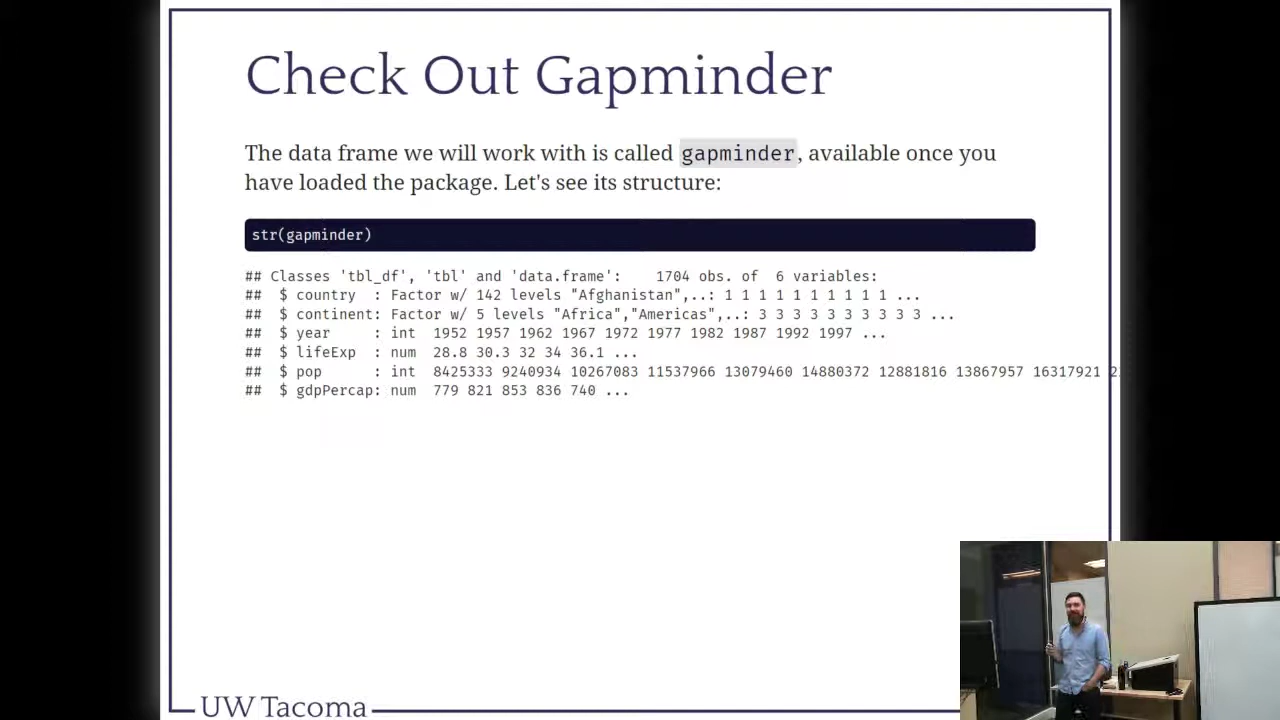 Check Out Gapminder
The data frame we will work with is called gapminder, available once you
have loaded the package. Let's see its structure:
str(gapminder)
## Classes 'tbl_df', 'tbl' and 'data.frame':    1704 obs. of  6 variables:
##  $ country  : Factor w/ 142 levels "Afghanistan",..: 1 1 1 1 1 1 1 1 1 1 ...
##  $ continent: Factor w/ 5 levels "Africa","Americas",..: 3 3 3 3 3 3 3 3 3 3 ...
##  $ year     : int  1952 1957 1962 1967 1972 1977 1982 1987 1992 1997 ...
##  $ lifeExp  : num  28.8 30.3 32 34 36.1 ...
##  $ pop      : int  8425333 9240934 10267083 11537966 13079460 14880372 12881816 13867957 16317921 2
##  $ gdpPercap: num  779 821 853 836 740 ...
UW Tacoma